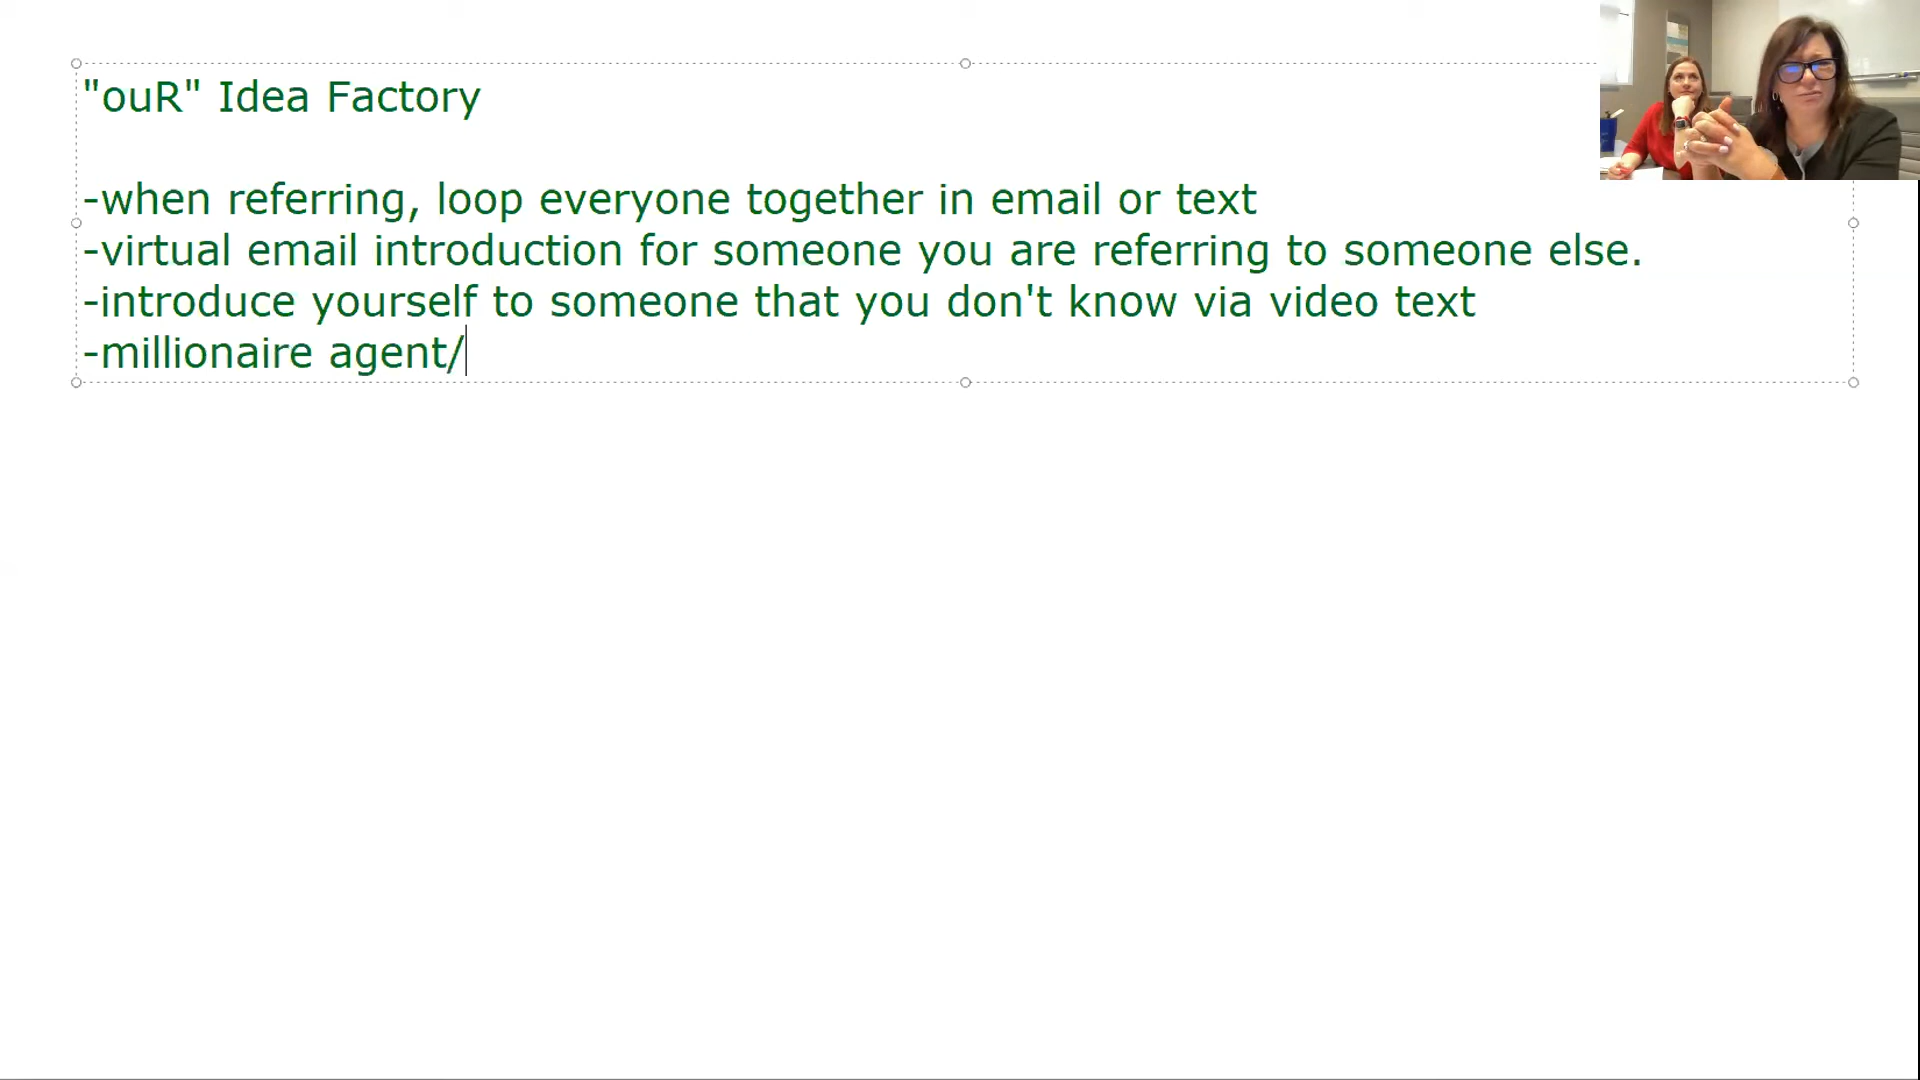 "ouR" Idea Factory
-when referring, loop everyone together in email or text
-virtual email introduction for someone you are referring to someone else.
-introduce yourself to someone that you don't know via video text
-millionaire agent/